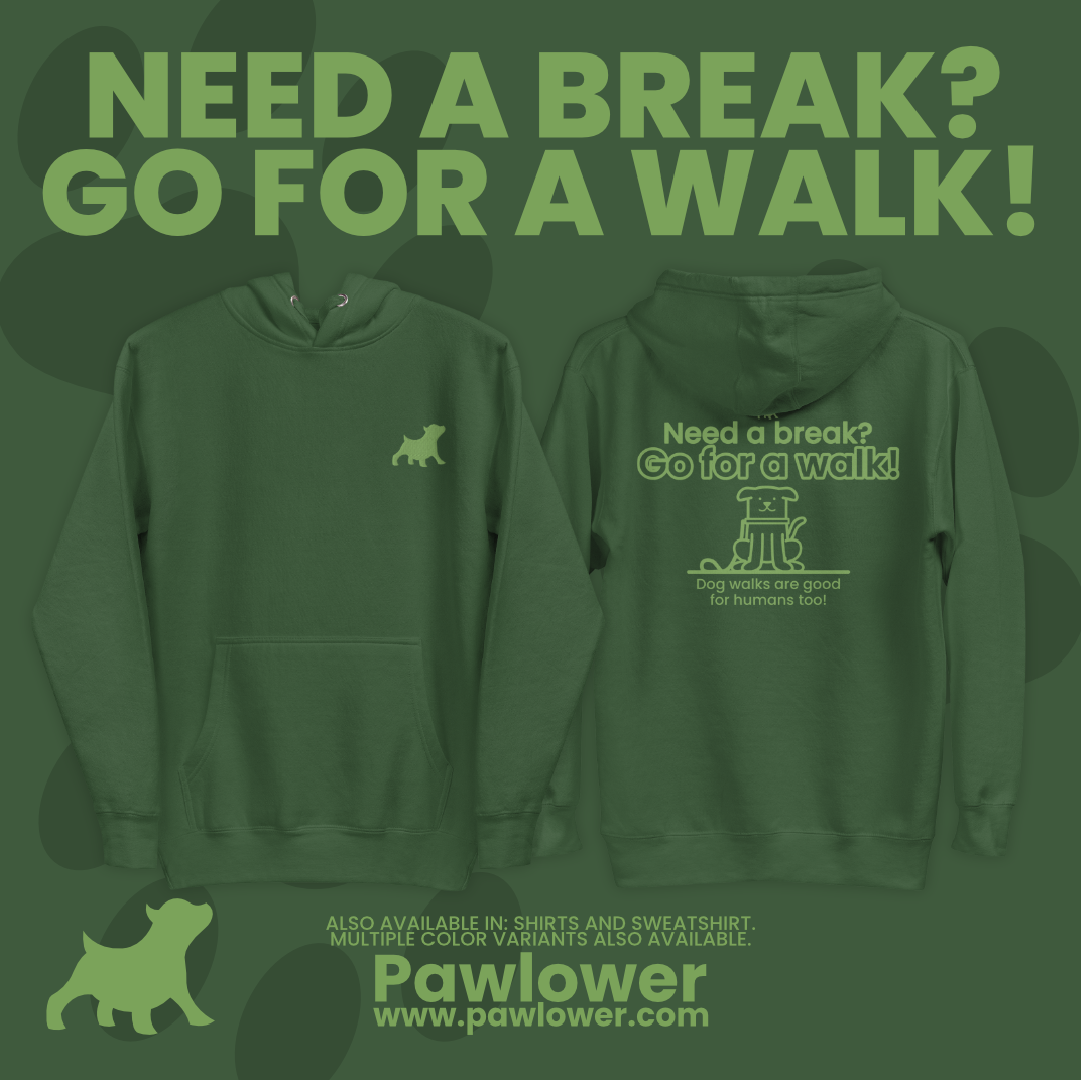 NEED A BREAK?
GO FOR A WALK!
Need a break?
Go for a walk!
Dog walks are good
for humans too!
ALSO AVAILABLE IN: SHIRTS AND SWEATSHIRT.
MULTIPLE COLOR VARIANTS ALSO AVAILABLE.
Pawlower
www.pawlower.com